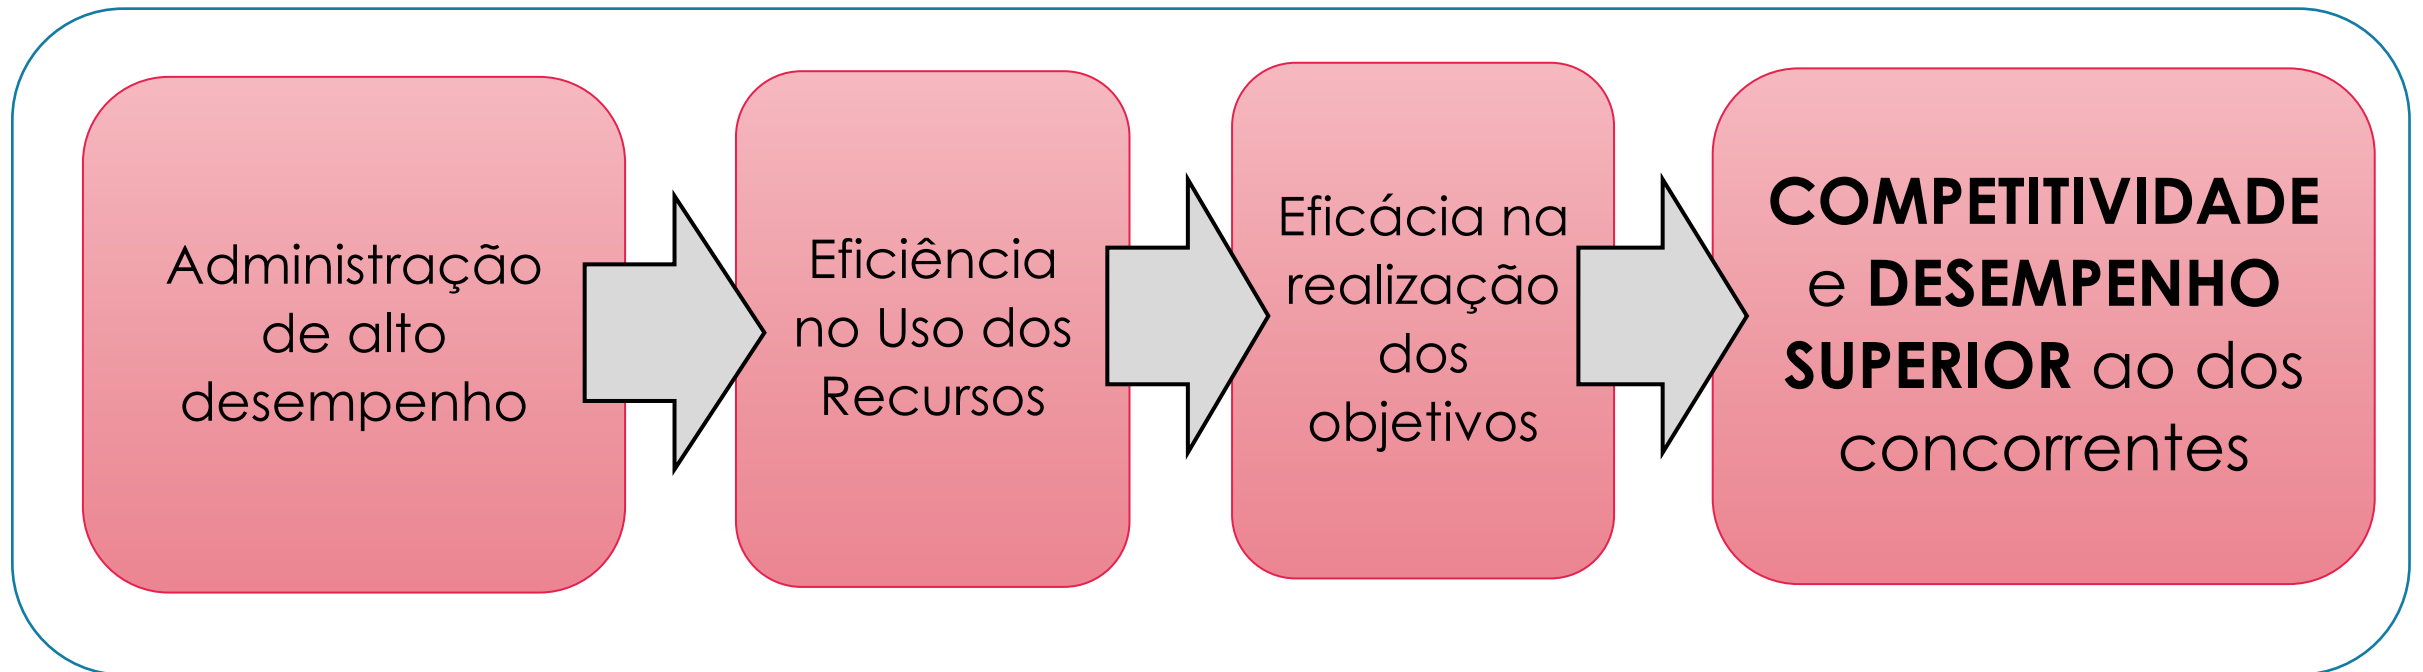 Administração
de alto
desempenho
Eficiência
no Uso dos
Recursos
Eficácia na
realização
dos
objetivos
COMPETITIVIDADE
e DESEMPENHO
SUPERIOR ao dos
concorrentes